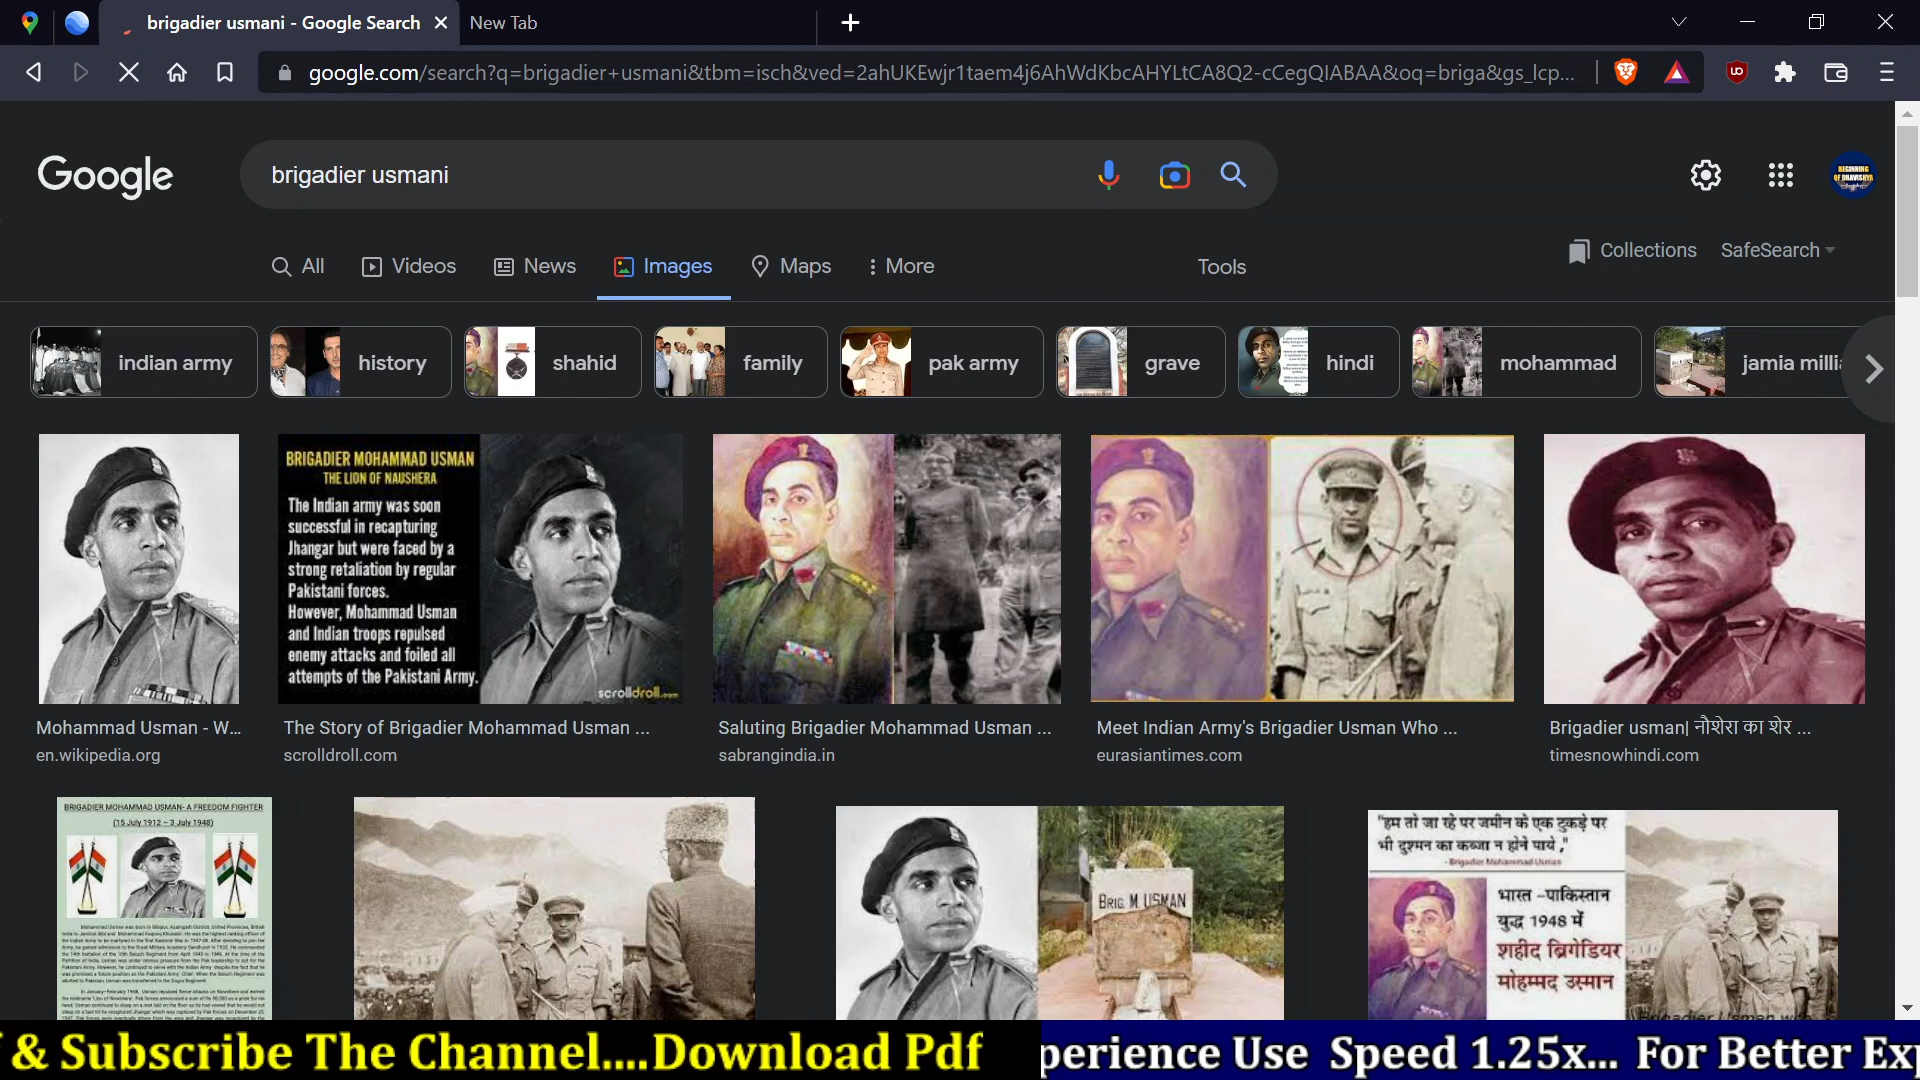 brigadier usmani - Google Search
New Tab
google.com/search?q=brigadier+usmani&tbm=isch&ved=2ahUKEwjr1taem4j6AhWdKbcAHYLtCA8Q2-cCegQIABAA&oq=briga&gs_lcp...
Google
brigadier usmani
BEGINNING
OF BHAVISHYA
All
Videos
News
Images
Maps
More
Tools
Collections
SafeSearch
indian army
history
shahid
family
pak army
grave
hindi
mohammad
jamia milli
BRIGADIER MOHAMMAD USMAN
THE LION OF NAUSHERA
The Indian army was soon
successful in recapturing
Jhangar but were faced by a
strong retaliation by regular
Pakistani forces.
However, Mohammad Usman
and Indian troops repulsed
enemy attacks and foiled all
attempts of the Pakistani Army.
scrolldroll.com
Mohammad Usman - W...
en.wikipedia.org
The Story of Brigadier Mohammad Usman ...
scrolldroll.com
Saluting Brigadier Mohammad Usman ...
sabrangindia.in
Meet Indian Army's Brigadier Usman Who ...
eurasiantimes.com
Brigadier usman| नौशेरा का शेर ...
timesnowhindi.com
BRIGADIER MOHAMMAD USMAN- A FREEDOM FIGHTER
(15 July 1912 – 3 July 1948)
BRIG. M. USMAN
"हम तो जा रहे पर जमीन के एक टुकड़े पर
भी दुश्मन का कब्जा न होने पाये,"
- Brigadier Mohammad Usman
भारत -पाकिस्तान
युद्ध 1948 में
शहीद ब्रिगेडियर
मोहम्मद उस्मान
& Subscribe The Channel....Download Pdf
perience Use Speed 1.25x... For Better Exp